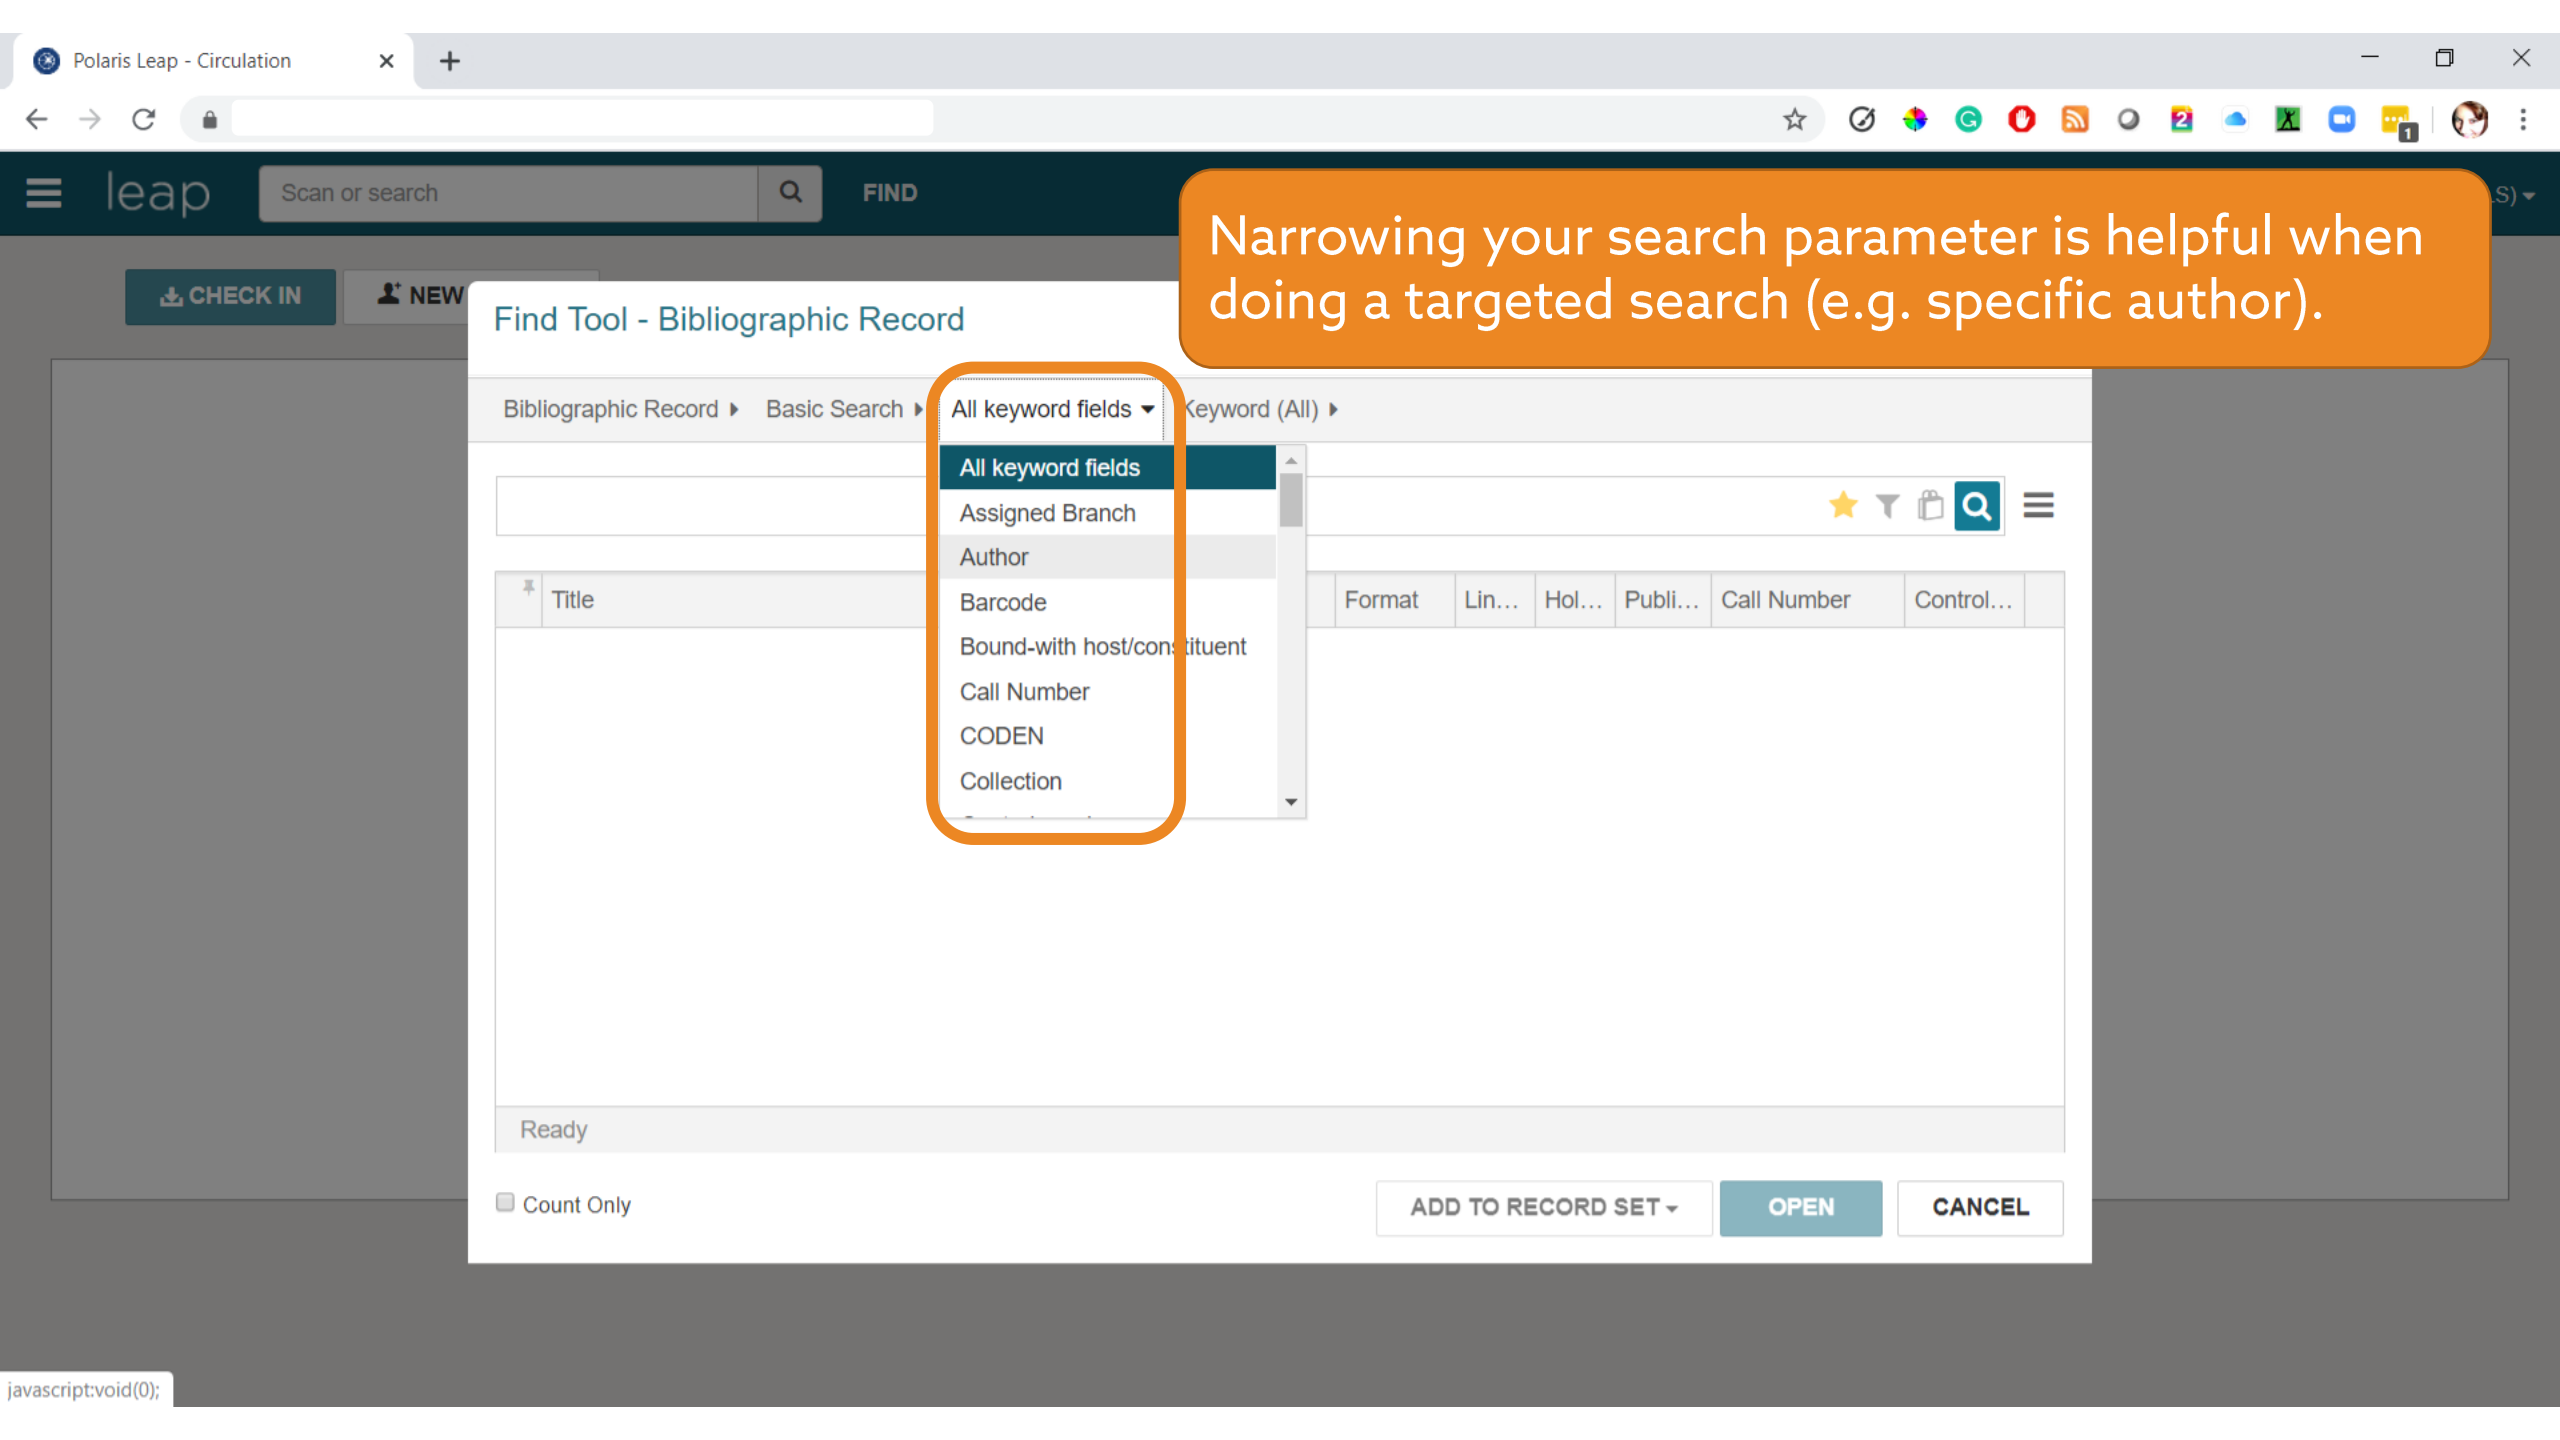 Polaris Leap - Circulation
1
leap
Scan or search
FIND
Narrowing your search parameter is helpful when
doing a targeted search (e.g. specific author).
CHECK IN
NEW
Find Tool - Bibliographic Record
Bibliographic Record
Basic Search
All keyword fields
Keyword (All)
All keyword fields
Assigned Branch
Author
Barcode
Bound-with host/constituent
Call Number
CODEN
Collection
Title
Format
Lin...
Hol...
Publi...
Call Number
Control...
Ready
Count Only
ADD TO RECORD SET
OPEN
CANCEL
javascript:void(0);